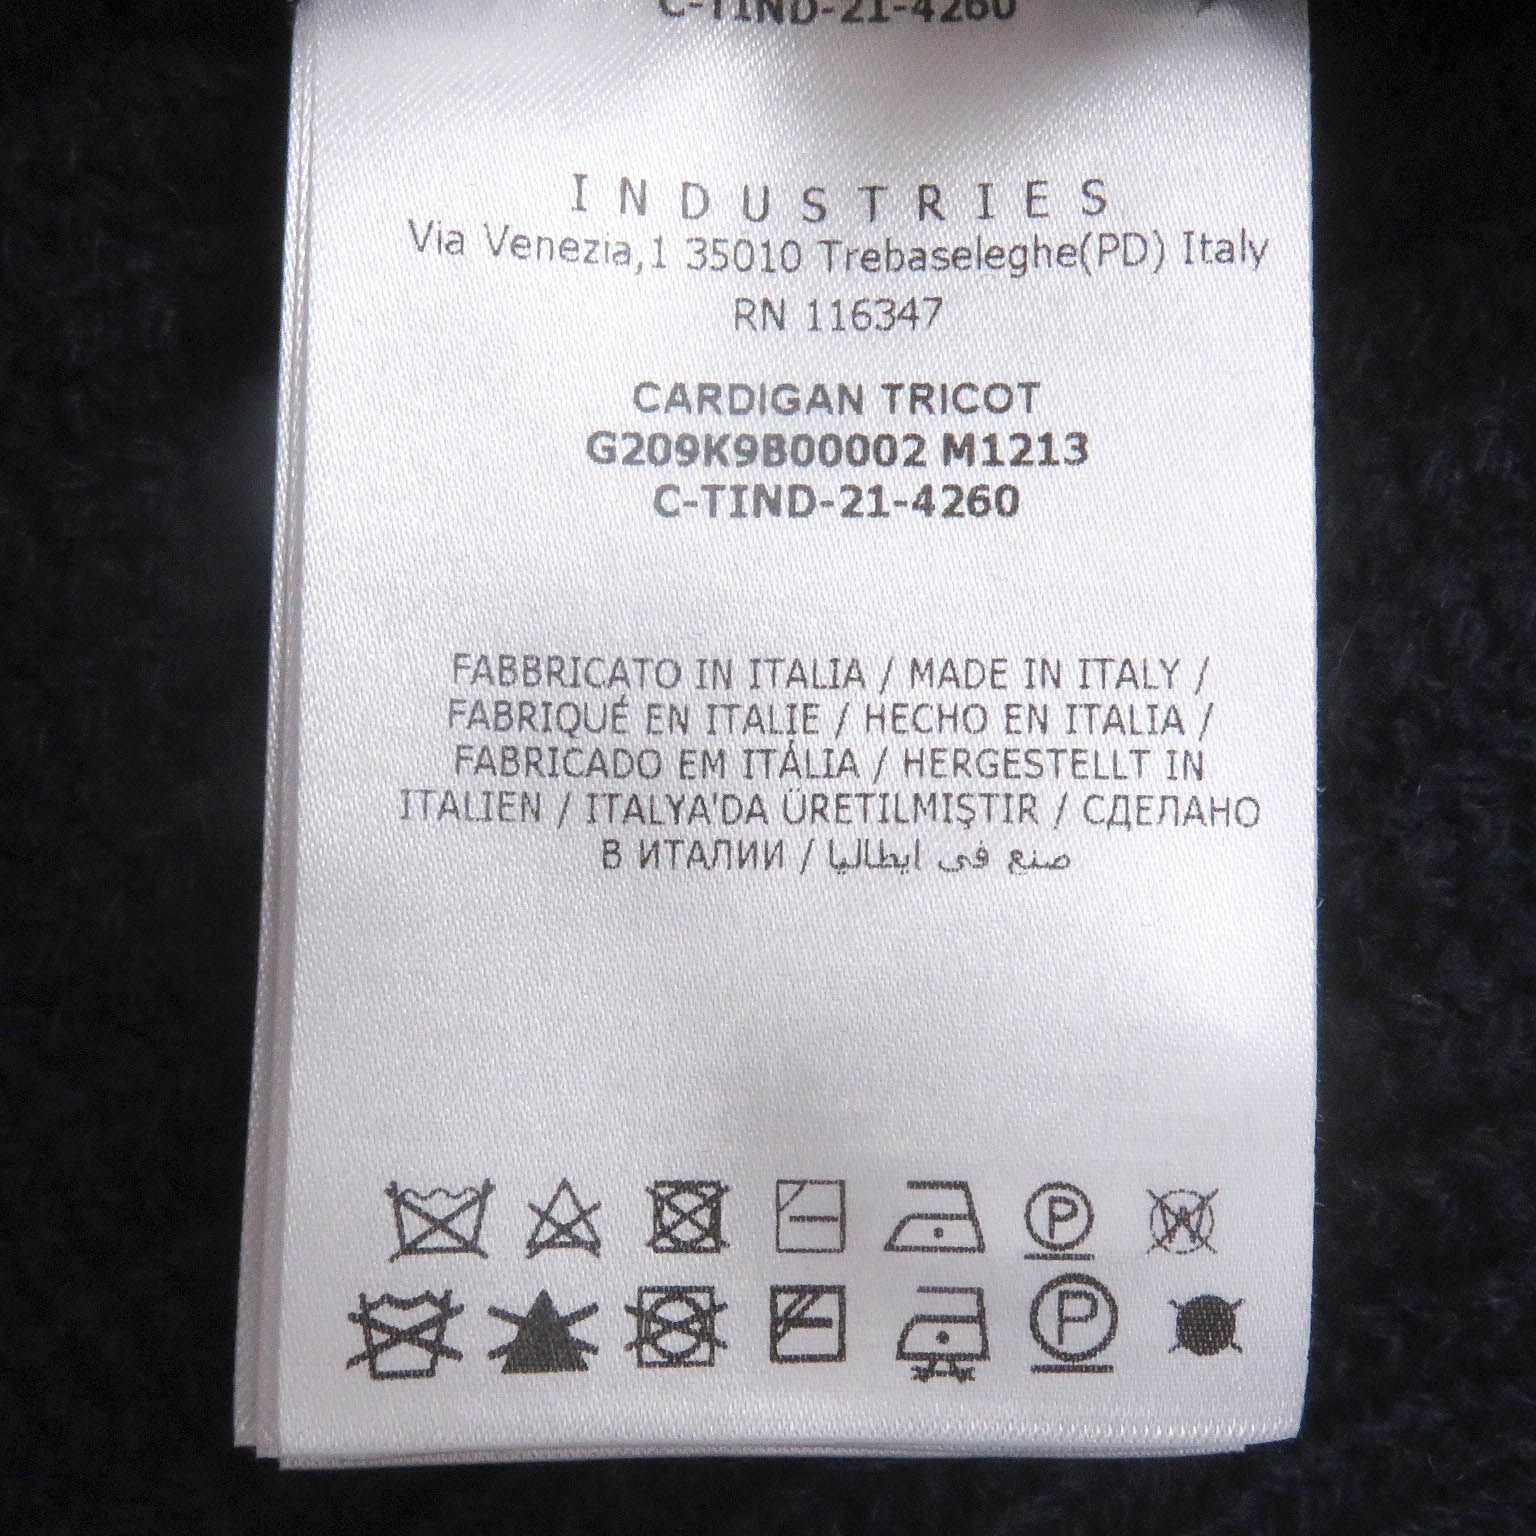 C-TIND-21-4260
INDUSTRIES
Via Venezia,1 35010 Trebaseleghe(PD) Italy
RN 116347
CARDIGAN TRICOT
G209K9B00002 M1213
C-TIND-21-4260
FABBRICATO IN ITALIA / MADE IN ITALY /
FABRIQUÉ EN ITALIE / HECHO EN ITALIA /
FABRICADO EM ITÁLIA / HERGESTELLT IN
ITALIEN / ITALYA'DA ÜRETILMIŞTIR / СДЕЛАНО
В ИТАЛИИ / صنع في ايطاليا
P W
P